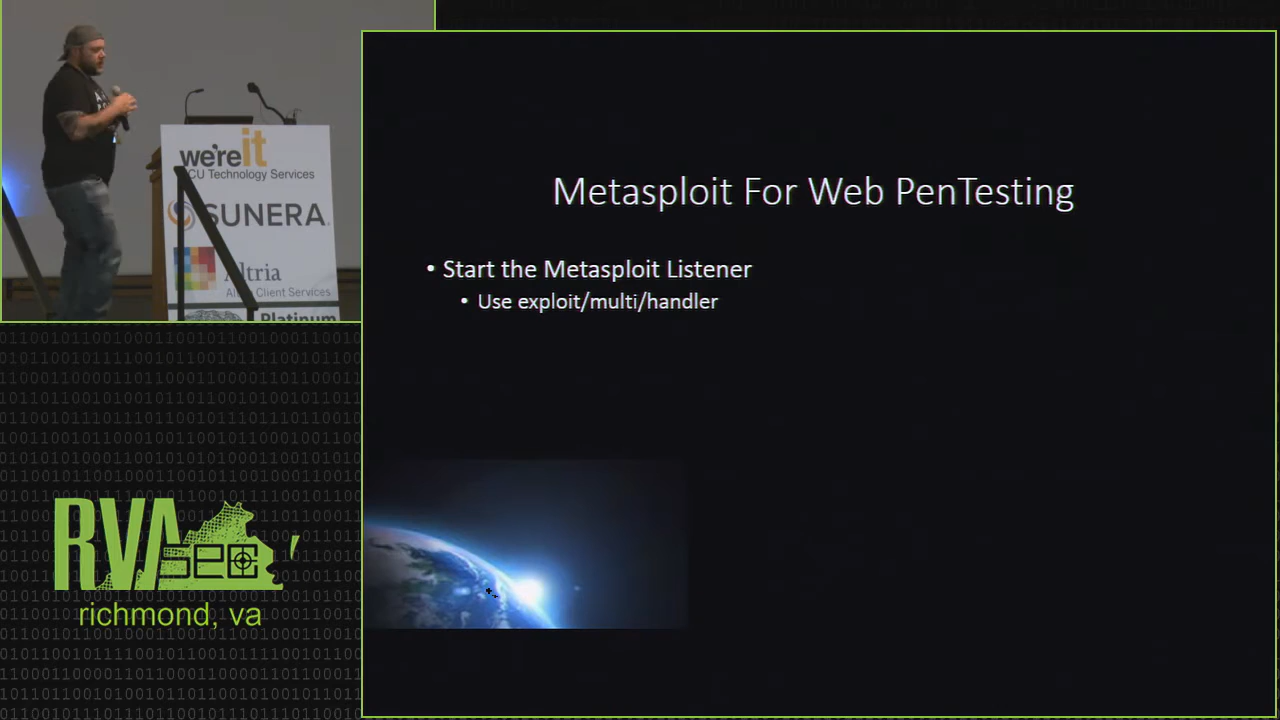 we're it
CU Technology Services
SUNERA
Altria
Client Services
Platinum
Metasploit For Web PenTesting
• Start the Metasploit Listener
• Use exploit/multi/handler
RVA
SEC
richmond, va